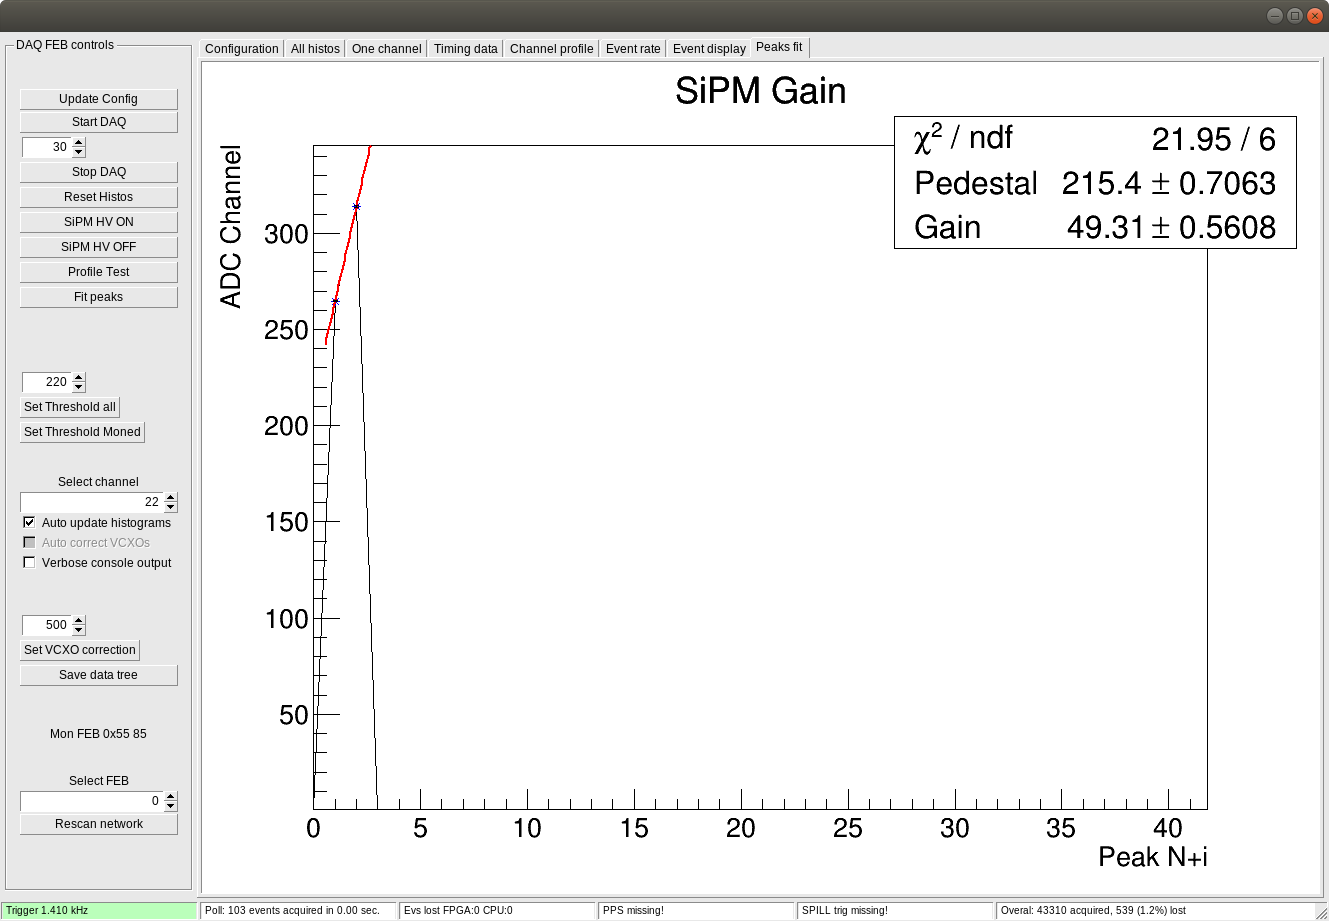 DAQ FEB controls
Update Config
Start DAQ
30
Stop DAQ
Reset Histos
SiPM HV ON
SiPM HV OFF
Profile Test
Fit peaks
220
Set Threshold all
Set Threshold Moned
Select channel
22
Auto update histograms
Auto correct VCXOs
Verbose console output
500
Set VCXO correction
Save data tree
Mon FEB 0x55 85
Select FEB
0
Rescan network
Configuration All histos One channel Timing data Channel profile Event rate Event display Peaks fit
SiPM Gain
χ2 / ndf 21.95 / 6
Pedestal 215.4 ± 0.7063
Gain 49.31 ± 0.5608
ADC Channel
300
250
200
150
100
50
0 5 10 15 20 25 30 35 40
Peak N+i
Trigger 1.410 kHz Poll: 103 events acquired in 0.00 sec. Evs lost FPGA:0 CPU:0 PPS missing! SPILL trig missing! Overal: 43310 acquired, 539 (1.2%) lost